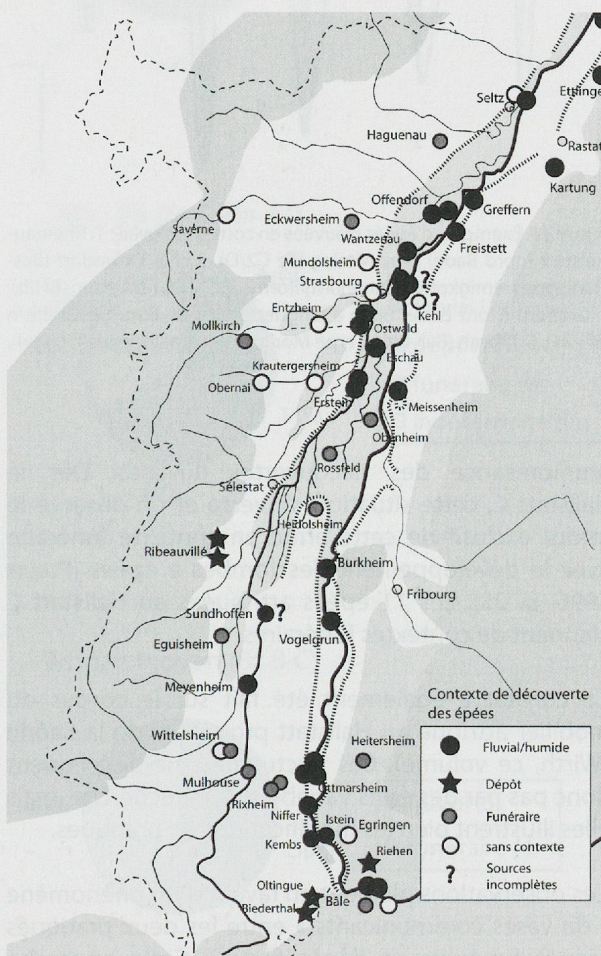 Seltz
Haguenau
Rastat
Kartung
Offendorf
Greffern
Eckwersheim
Saverne
Wantzenau
Freistett
Mundolsheim
Strasbourg
?
?
Kehl
Entzheim
Mollkirch
Ostwald
Krautergersheim
Eschau
Obernai
Erstein
Meissenheim
Obenheim
Rossfeld
Sélestat
Ribeauvillé
Burkheim
Fribourg
Sundhoffen
?
Eguisheim
Vogelgrun
Meyenheim
Wittelsheim
Heitersheim
Mulhouse
Ottmarsheim
Rixheim
Niffer
Istein
Egringen
Kembs
Riehen
Oltingue
Biederthal
Bâle
Contexte de découverte
des épées
Fluvial/humide
Dépôt
Funéraire
sans contexte
?
Sources
incomplètes